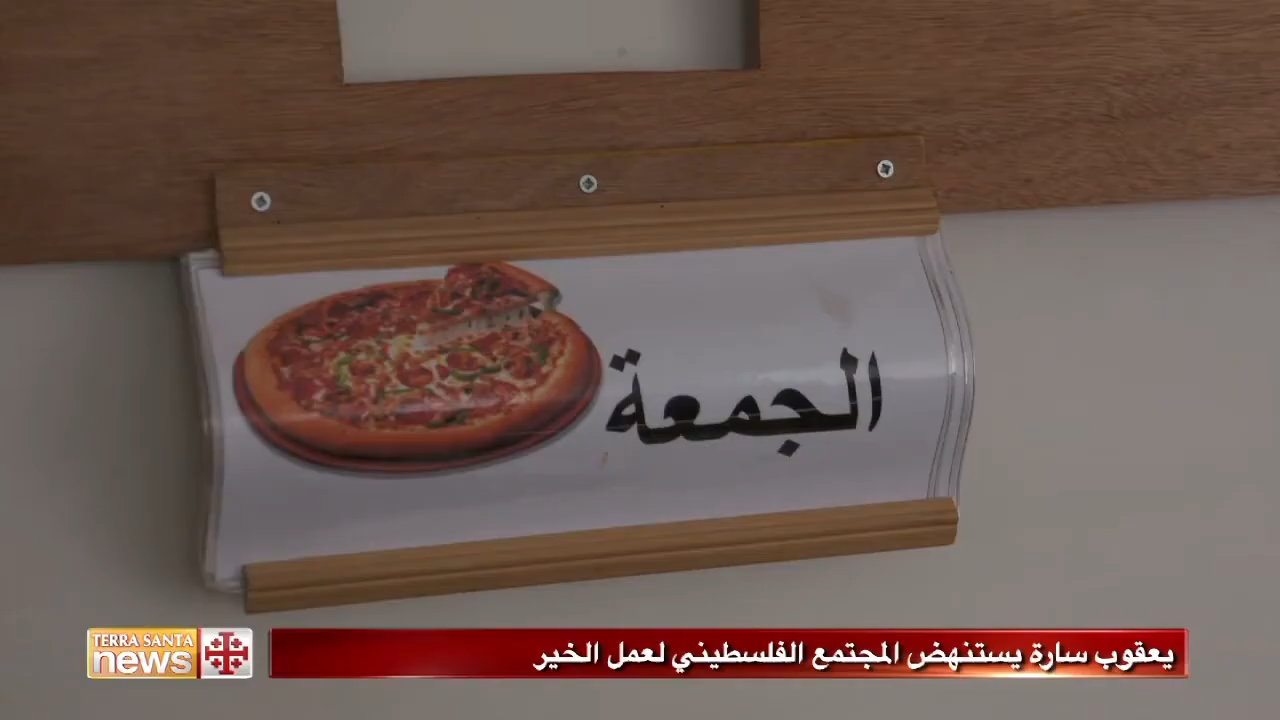 الجمعة
TERRA SANTA
news
يعقوب سارة يستنهض المجتمع الفلسطيني لعمل الخير